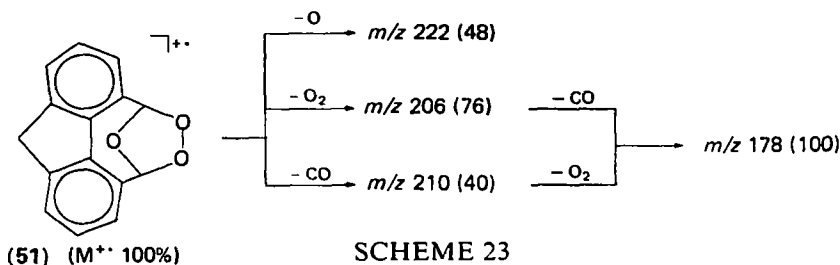 ⌉+·
– O
m/z 222 (48)
– O₂
m/z 206 (76)
– CO
– CO
m/z 210 (40)
– O₂
m/z 178 (100)
O
O
O
(51) (M⁺· 100%)
SCHEME 23